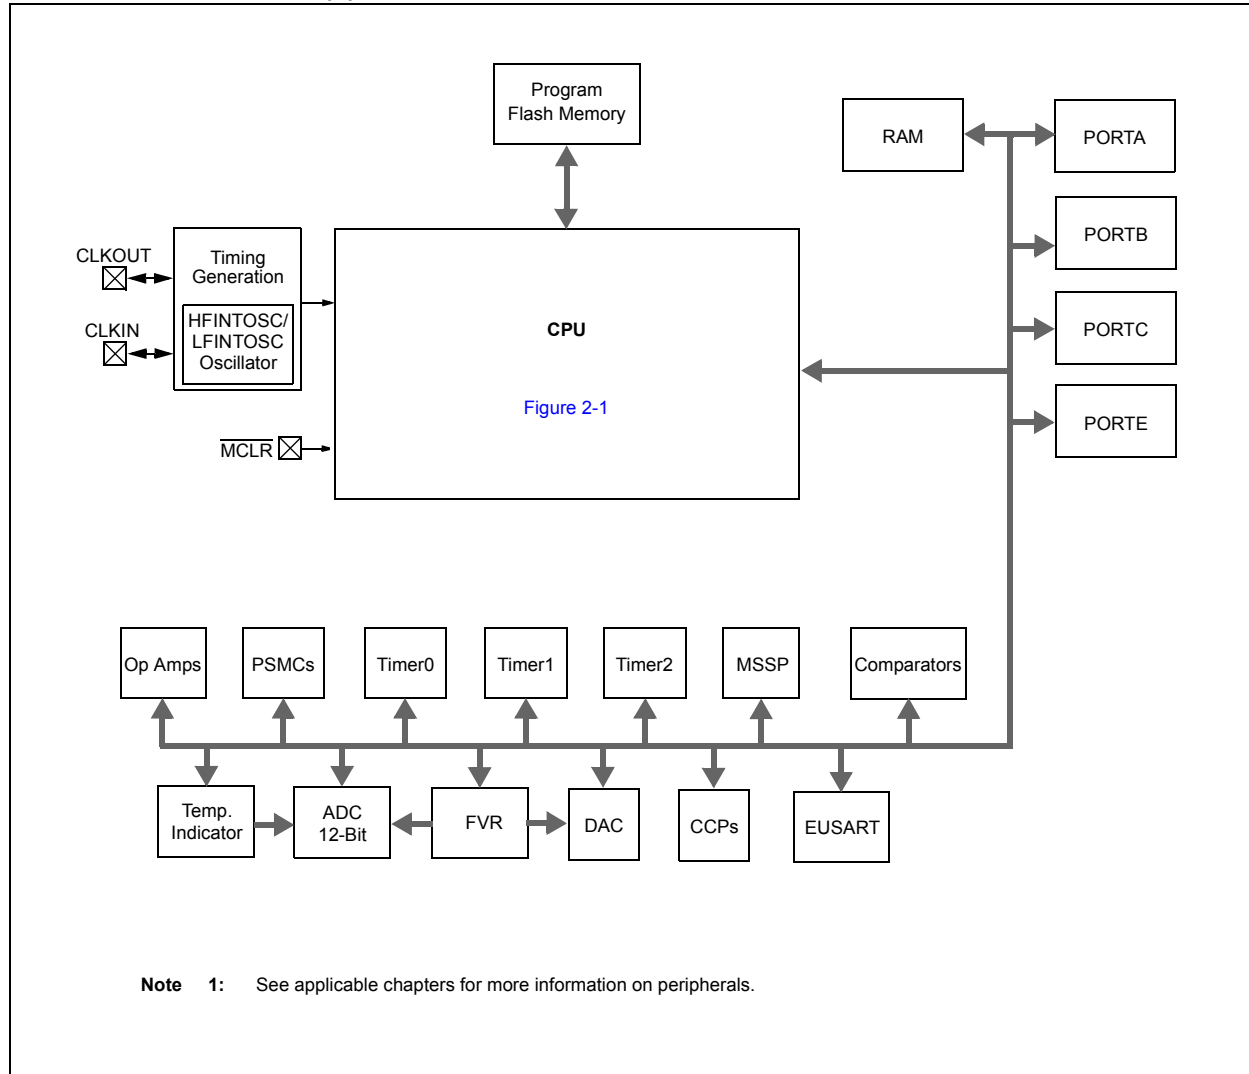 Program
Flash Memory
RAM
PORTA
PORTB
PORTC
PORTE
CLKOUT
CLKIN
Timing
Generation
HFINTOSC/
LFINTOSC
Oscillator
MCLR
CPU
Figure 2-1
Op Amps
PSMCs
Timer0
Timer1
Timer2
MSSP
Comparators
Temp.
Indicator
ADC
12-Bit
FVR
DAC
CCPs
EUSART
Note 1: See applicable chapters for more information on peripherals.